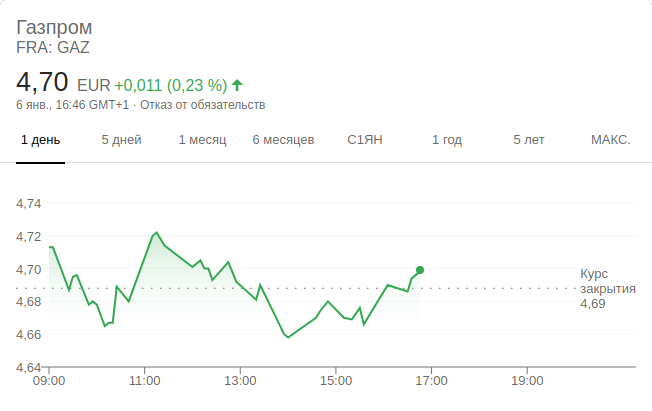 Газпром
FRA: GAZ
4,70 EUR +0,011 (0,23 %)
6 янв., 16:46 GMT+1 · Отказ от обязательств
1 день 5 дней 1 месяц 6 месяцев С1ЯН 1 год 5 лет МАКС.
4,74
4,72
4,70
4,68
4,66
4,64
Курс
закрытия
4,69
09:00 11:00 13:00 15:00 17:00 19:00